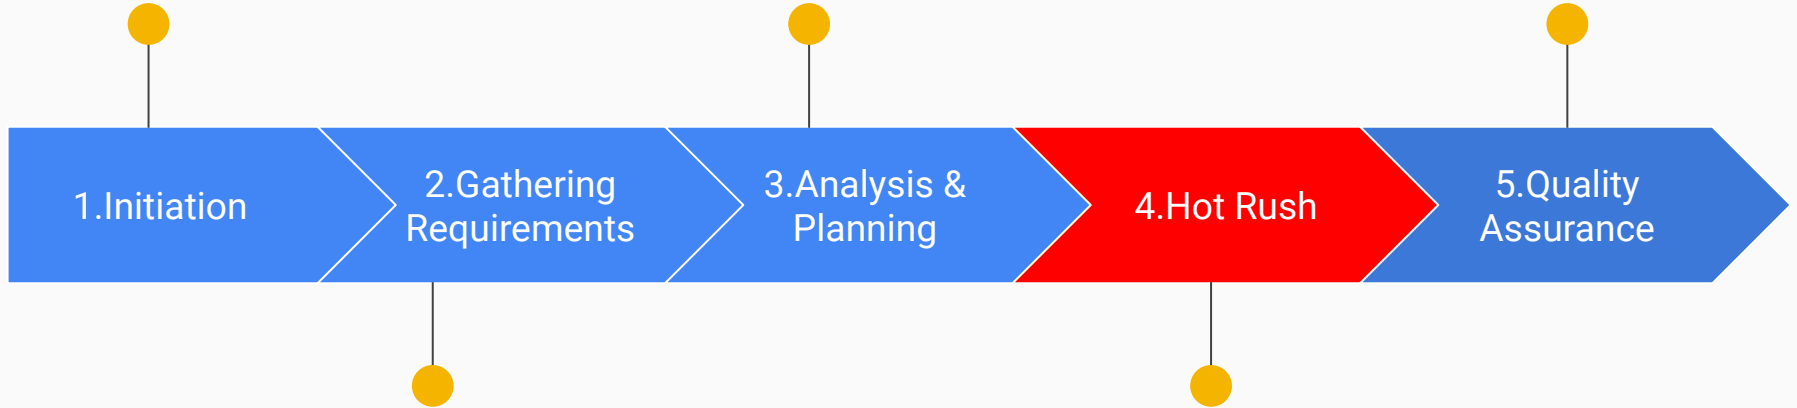 1.Initiation
2.Gathering
Requirements
3.Analysis &
Planning
4.Hot Rush
5.Quality
Assurance